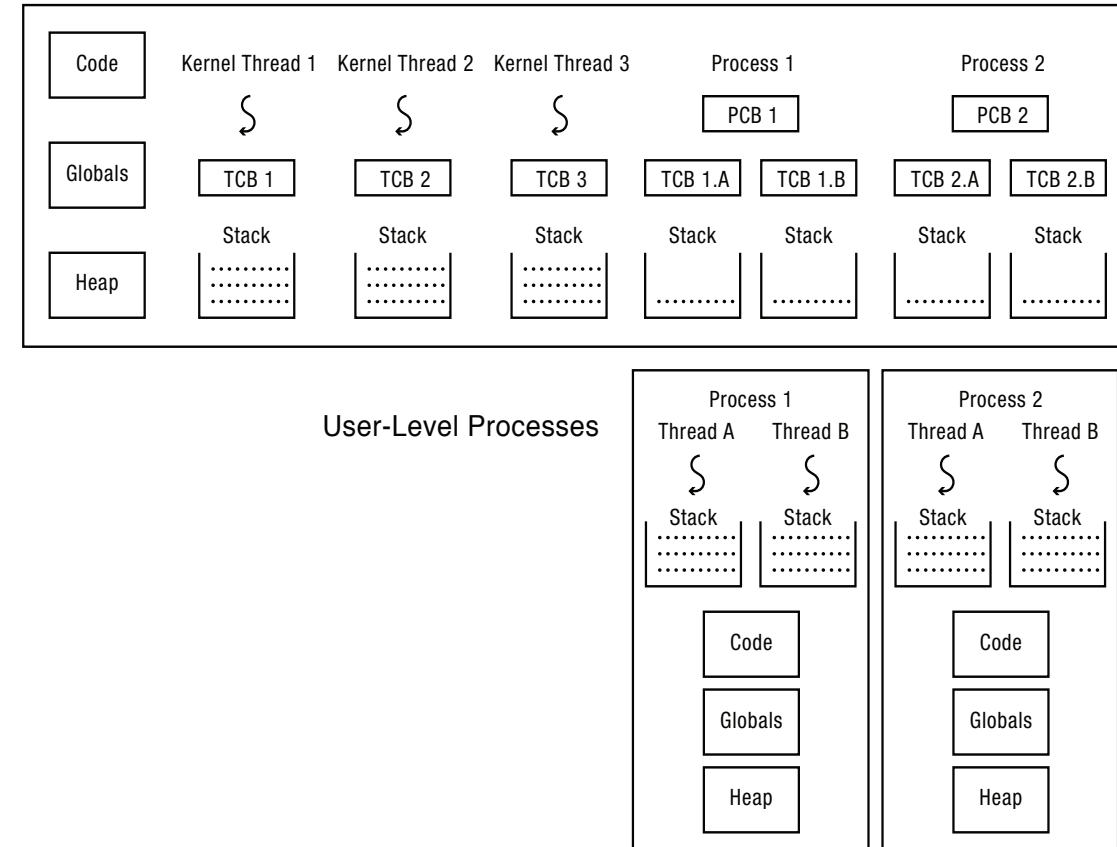 Code
Kernel Thread 1
Kernel Thread 2
Kernel Thread 3
Process 1
Process 2
PCB 1
PCB 2
Globals
TCB 1
TCB 2
TCB 3
TCB 1.A
TCB 1.B
TCB 2.A
TCB 2.B
Stack
Stack
Stack
Stack
Stack
Stack
Stack
Heap
User-Level Processes
Process 1
Thread A
Thread B
Stack
Stack
Code
Globals
Heap
Process 2
Thread A
Thread B
Stack
Stack
Code
Globals
Heap